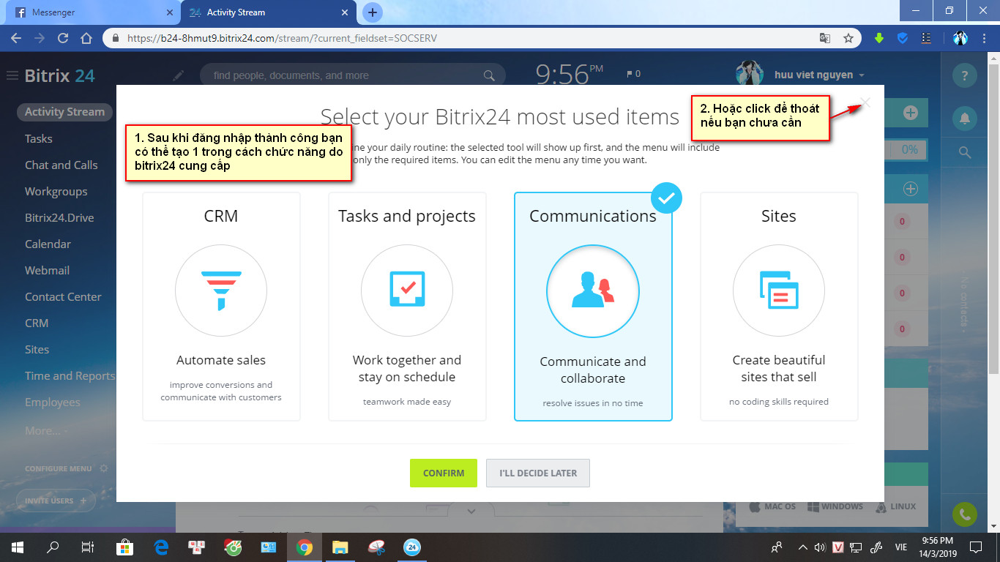 Messenger
24 Activity Stream
https://b24-8hmut9.bitrix24.com/stream/?current_fieldset=SOCSERV
Bitrix 24
find people, documents, and more
9:56 PM
0
huu viet nguyen
?
Activity Stream
Tasks
Chat and Calls
Workgroups
Bitrix24.Drive
Calendar
Webmail
Contact Center
CRM
Sites
Time and Reports
Employees
More...
CONFIGURE MENU
INVITE USERS +
Select your Bitrix24 most used items
1. Sau khi đăng nhập thành công bạn
có thể tạo 1 trong cách chức năng do
bitrix24 cung cấp
2. Hoặc click để thoát
nếu bạn chưa cần
ne your daily routine: the selected tool will show up first, and the menu will include
only the required items. You can edit the menu any time you want.
CRM
Automate sales
improve conversions and
communicate with customers
Tasks and projects
Work together and
stay on schedule
teamwork made easy
Communications
Communicate and
collaborate
resolve issues in no time
Sites
Create beautiful
sites that sell
no coding skills required
CONFIRM
I'LL DECIDE LATER
0%
0
0
0
0
No contacts
MAC OS
WINDOWS
LINUX
24
VIE
9:56 PM
14/3/2019